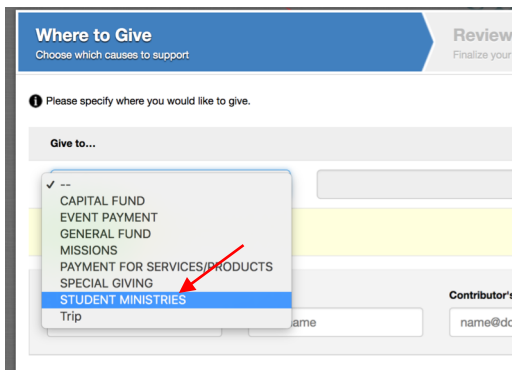 Where to Give
Choose which causes to support
Review
Finalize your
Please specify where you would like to give.
Give to...
✓ --
CAPITAL FUND
EVENT PAYMENT
GENERAL FUND
MISSIONS
PAYMENT FOR SERVICES/PRODUCTS
SPECIAL GIVING
STUDENT MINISTRIES
Trip
Contributor's
ame
name@do